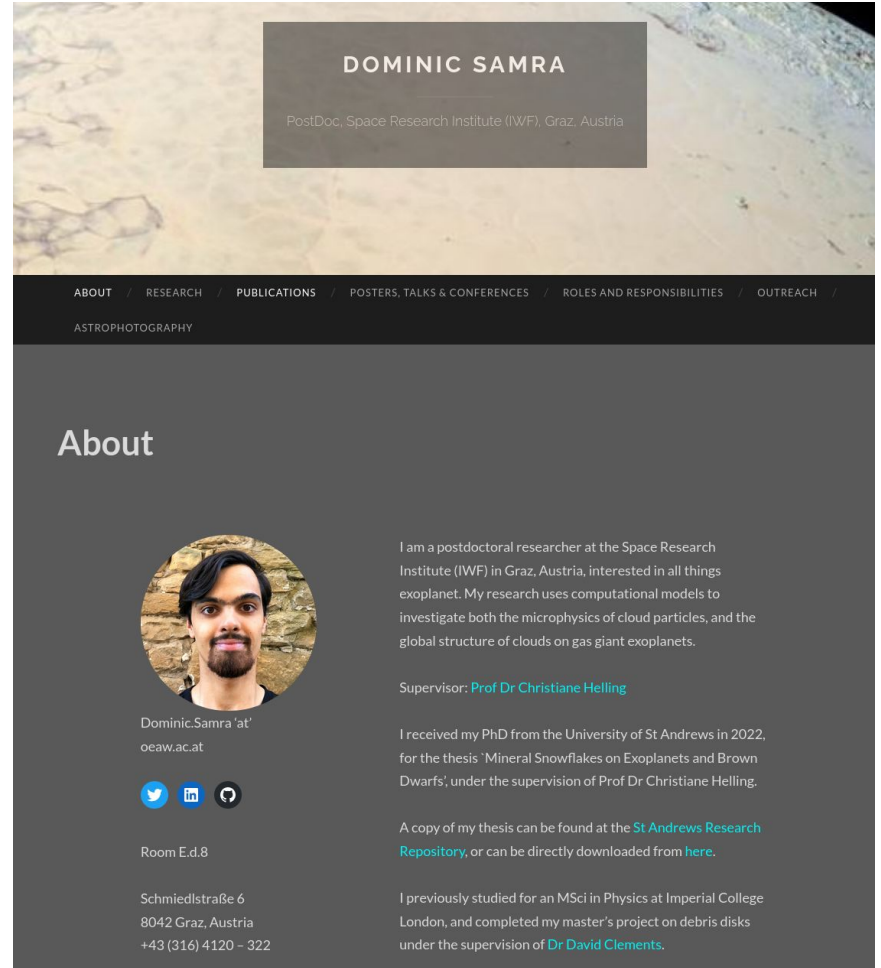 DOMINIC SAMRA
PostDoc, Space Research Institute (IWF), Graz, Austria
ABOUT / RESEARCH / PUBLICATIONS / POSTERS, TALKS & CONFERENCES / ROLES AND RESPONSIBILITIES / OUTREACH /
ASTROPHOTOGRAPHY
About
Dominic.Samra ‘at’
oeaw.ac.at
Room E.d.8
Schmiedlstraße 6
8042 Graz, Austria
+43 (316) 4120 – 322
I am a postdoctoral researcher at the Space Research
Institute (IWF) in Graz, Austria, interested in all things
exoplanet. My research uses computational models to
investigate both the microphysics of cloud particles, and the
global structure of clouds on gas giant exoplanets.
Supervisor: Prof Dr Christiane Helling
I received my PhD from the University of St Andrews in 2022,
for the thesis `Mineral Snowflakes on Exoplanets and Brown
Dwarfs’, under the supervision of Prof Dr Christiane Helling.
A copy of my thesis can be found at the St Andrews Research
Repository, or can be directly downloaded from here.
I previously studied for an MSci in Physics at Imperial College
London, and completed my master’s project on debris disks
under the supervision of Dr David Clements.